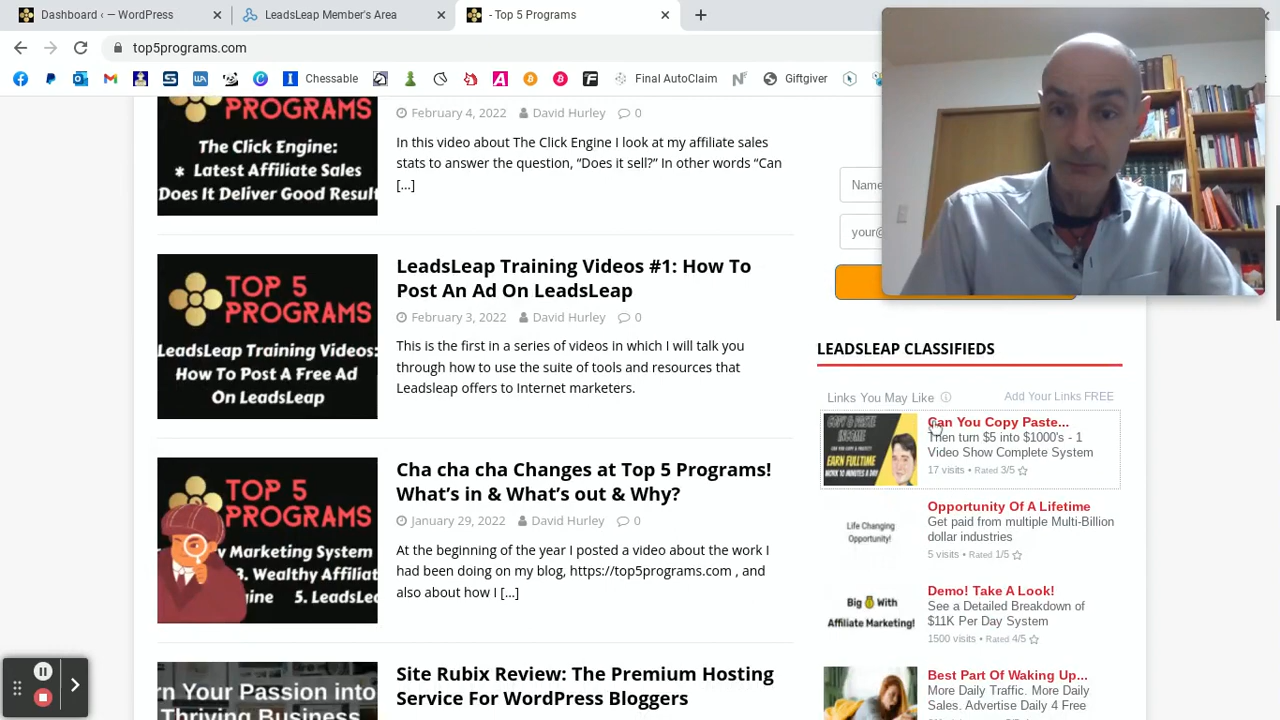 Dashboard ‹ — WordPress
LeadsLeap Member's Area
- Top 5 Programs
top5programs.com
Chessable
Final AutoClaim
Giftgiver
PROGRAMS
The Click Engine:
* Latest Affiliate Sales
Does It Deliver Good Result
February 4, 2022 David Hurley 0
In this video about The Click Engine I look at my affiliate sales
stats to answer the question, “Does it sell?” In other words “Can
[...]
TOP 5
PROGRAMS
LeadsLeap Training Videos:
How To Post A Free Ad
On LeadsLeap
LeadsLeap Training Videos #1: How To
Post An Ad On LeadsLeap
February 3, 2022 David Hurley 0
This is the first in a series of videos in which I will talk you
through how to use the suite of tools and resources that
Leadsleap offers to Internet marketers.
TOP 5
PROGRAMS
w Marketing System
3. Wealthy Affiliat
gine 5. LeadsLe
Cha cha cha Changes at Top 5 Programs!
What’s in & What’s out & Why?
January 29, 2022 David Hurley 0
At the beginning of the year I posted a video about the work I
had been doing on my blog, https://top5programs.com , and
also about how I [...]
rn Your Passion into
Thriving Business
Site Rubix Review: The Premium Hosting
Service For WordPress Bloggers
Name
your@
LEADSLEAP CLASSIFIEDS
Links You May Like
Add Your Links FREE
COPY & PASTE
INCOME
EARN FULLTIME
WORK 10 MINUTES A DAY
Can You Copy Paste...
Then turn $5 into $1000's - 1
Video Show Complete System
17 visits • Rated 3/5
Life Changing
Opportunity!
Opportunity Of A Lifetime
Get paid from multiple Multi-Billion
dollar industries
5 visits • Rated 1/5
Big With
Affiliate Marketing!
Demo! Take A Look!
See a Detailed Breakdown of
$11K Per Day System
1500 visits • Rated 4/5
Best Part Of Waking Up...
More Daily Traffic. More Daily
Sales. Advertise Daily 4 Free